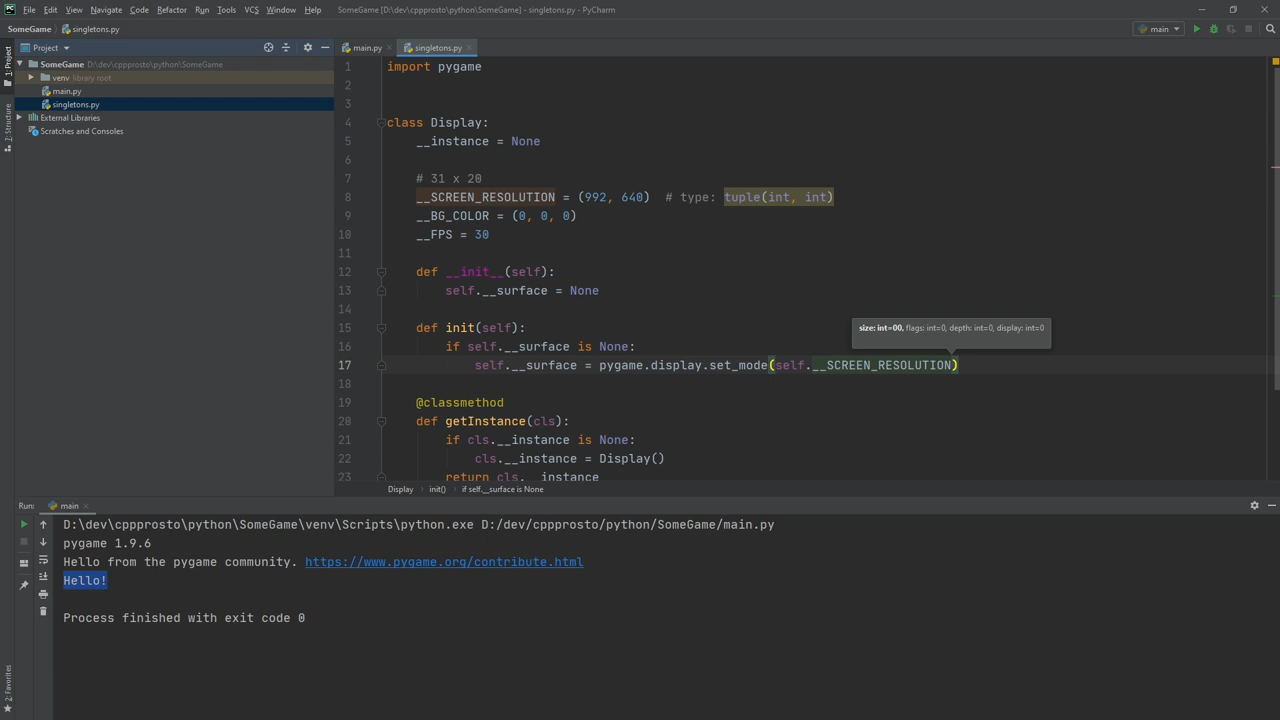 File Edit View Navigate Code Refactor Run Tools VCS Window Help SomeGame [D:\dev\cppprosto\python\SomeGame] - singletons.py - PyCharm
SomeGame singletons.py main
Project
main.py singletons.py
1: Project
7: Structure
2: Favorites
SomeGame D:\dev\cppprosto\python\SomeGame
venv library root
main.py
singletons.py
External Libraries
Scratches and Consoles
1 import pygame
2
3
4 class Display:
5 __instance = None
6
7 # 31 x 20
8 __SCREEN_RESOLUTION = (992, 640)  # type: tuple(int, int)
9 __BG_COLOR = (0, 0, 0)
10 __FPS = 30
11
12 def __init__(self):
13 self.__surface = None
14
15 def init(self):
size: int=00, flags: int=0, depth: int=0, display: int=0
16 if self.__surface is None:
17 self.__surface = pygame.display.set_mode(self.__SCREEN_RESOLUTION)
18
19 @classmethod
20 def getInstance(cls):
21 if cls.__instance is None:
22 cls.__instance = Display()
23 return cls.__instance
Display init() if self.__surface is None
Run: main
D:\dev\cppprosto\python\SomeGame\venv\Scripts\python.exe D:/dev/cppprosto/python/SomeGame/main.py
pygame 1.9.6
Hello from the pygame community. https://www.pygame.org/contribute.html
Hello!
Process finished with exit code 0